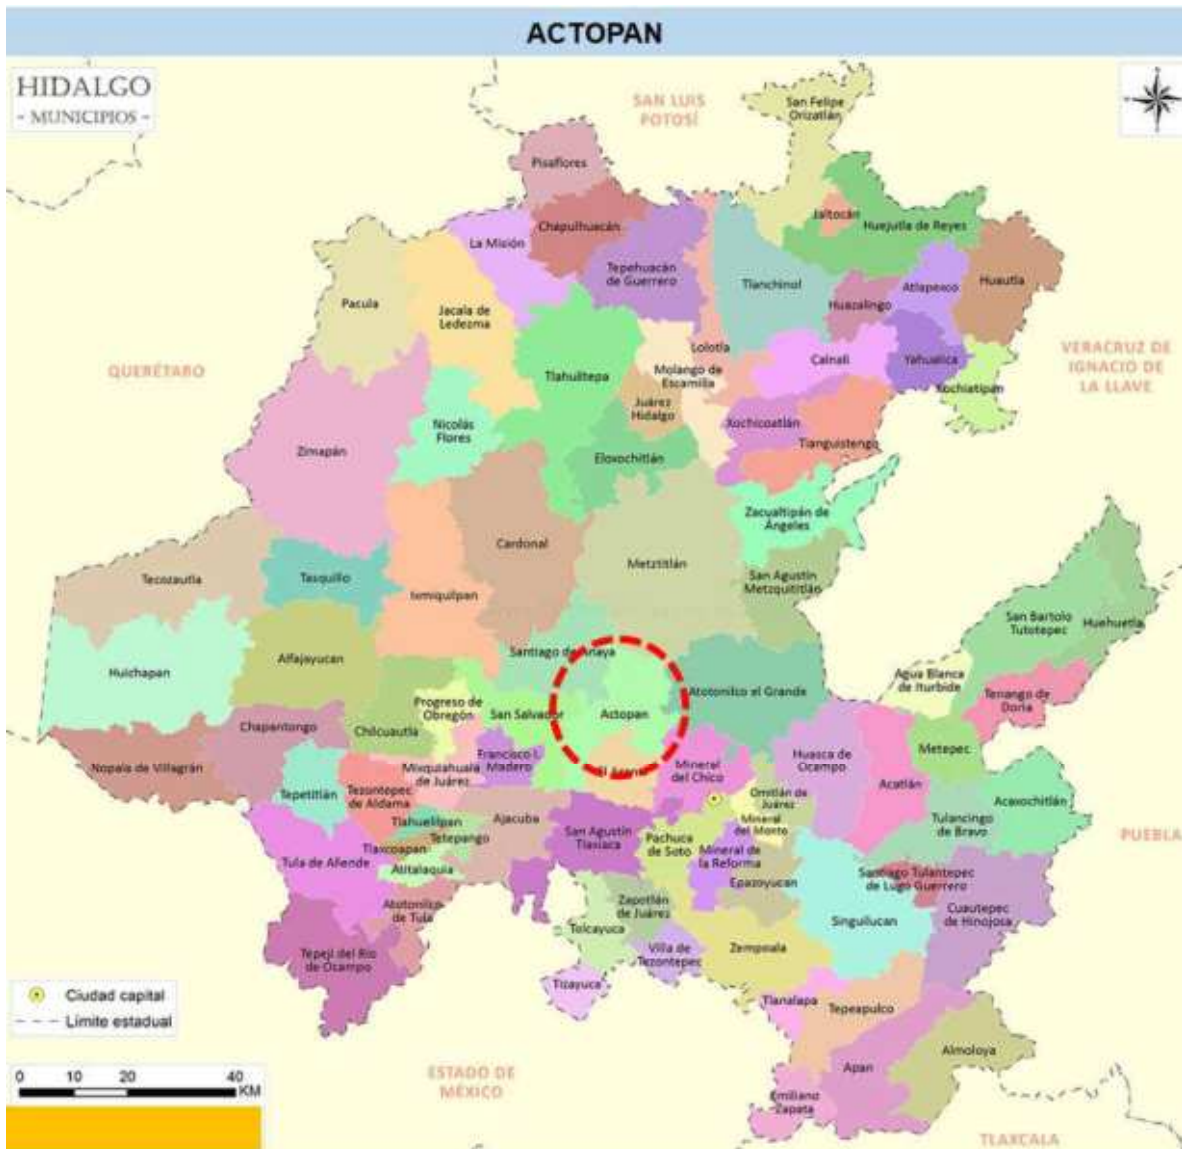 ACTOPAN
HIDALGO
- MUNICIPIOS -
SAN LUIS
POTOSÍ
San Felipe
Orizatlán
Pisaflores
Jaltocán
Huejutla de Reyes
Chapulhuacán
La Misión
Tepehuacán
de Guerrero
Tlanchinol
Atlapexco
Huautla
Huazalingo
Pacula
Jacala de
Ledezma
Lolotla
Calnali
Yahualica
VERACRUZ DE
IGNACIO DE
LA LLAVE
QUERÉTARO
Tlahuiltepa
Molango de
Escamilla
Xochiatipan
Juárez
Hidalgo
Xochicoatlán
Tianguistengo
Nicolás
Flores
Zimapán
Eloxochitlán
Zacualtipán de
Ángeles
Cardonal
Metztitlán
San Agustín
Metzquititlán
Tecozautla
Tasquillo
Ixmiquilpan
San Bartolo
Tutotepec
Huehuetla
Huichapan
Alfajayucan
Santiago de Anaya
Agua Blanca
de Iturbide
Atotonilco el Grande
Tenango de
Doria
Progreso de
Obregón
San Salvador
Actopan
Chapantongo
Chilcuautla
Metepec
Nopala de Villagrán
Mixquiahuala
de Juárez
Francisco I.
Madero
El Arenal
Mineral
del Chico
Huasca de
Ocampo
Acatlán
Acaxochitlán
Tepetitlán
Tezontepec
de Aldama
Omitlán de
Juárez
Tlahuelilpan
Ajacuba
San Agustín
Tlaxiaca
Pachuca
de Soto
Mineral
del Monte
Tulancingo
de Bravo
PUEBLA
Tetepango
Tlaxcoapan
Tula de Allende
Atitalaquia
Mineral de
la Reforma
Epazoyucan
Santiago Tulantepec
de Lugo Guerrero
Atotonilco
de Tula
Zapotlán
de Juárez
Tolcayuca
Singuilucan
Cuautepec
de Hinojosa
Tepeji del Río
de Ocampo
Villa de
Tezontepec
Zempoala
Tizayuca
Tlanalapa
Tepeapulco
Ciudad capital
Límite estadual
Almoloya
Apan
Emiliano
Zapata
ESTADO DE
MÉXICO
0 10 20 40
KM
TLAXCALA